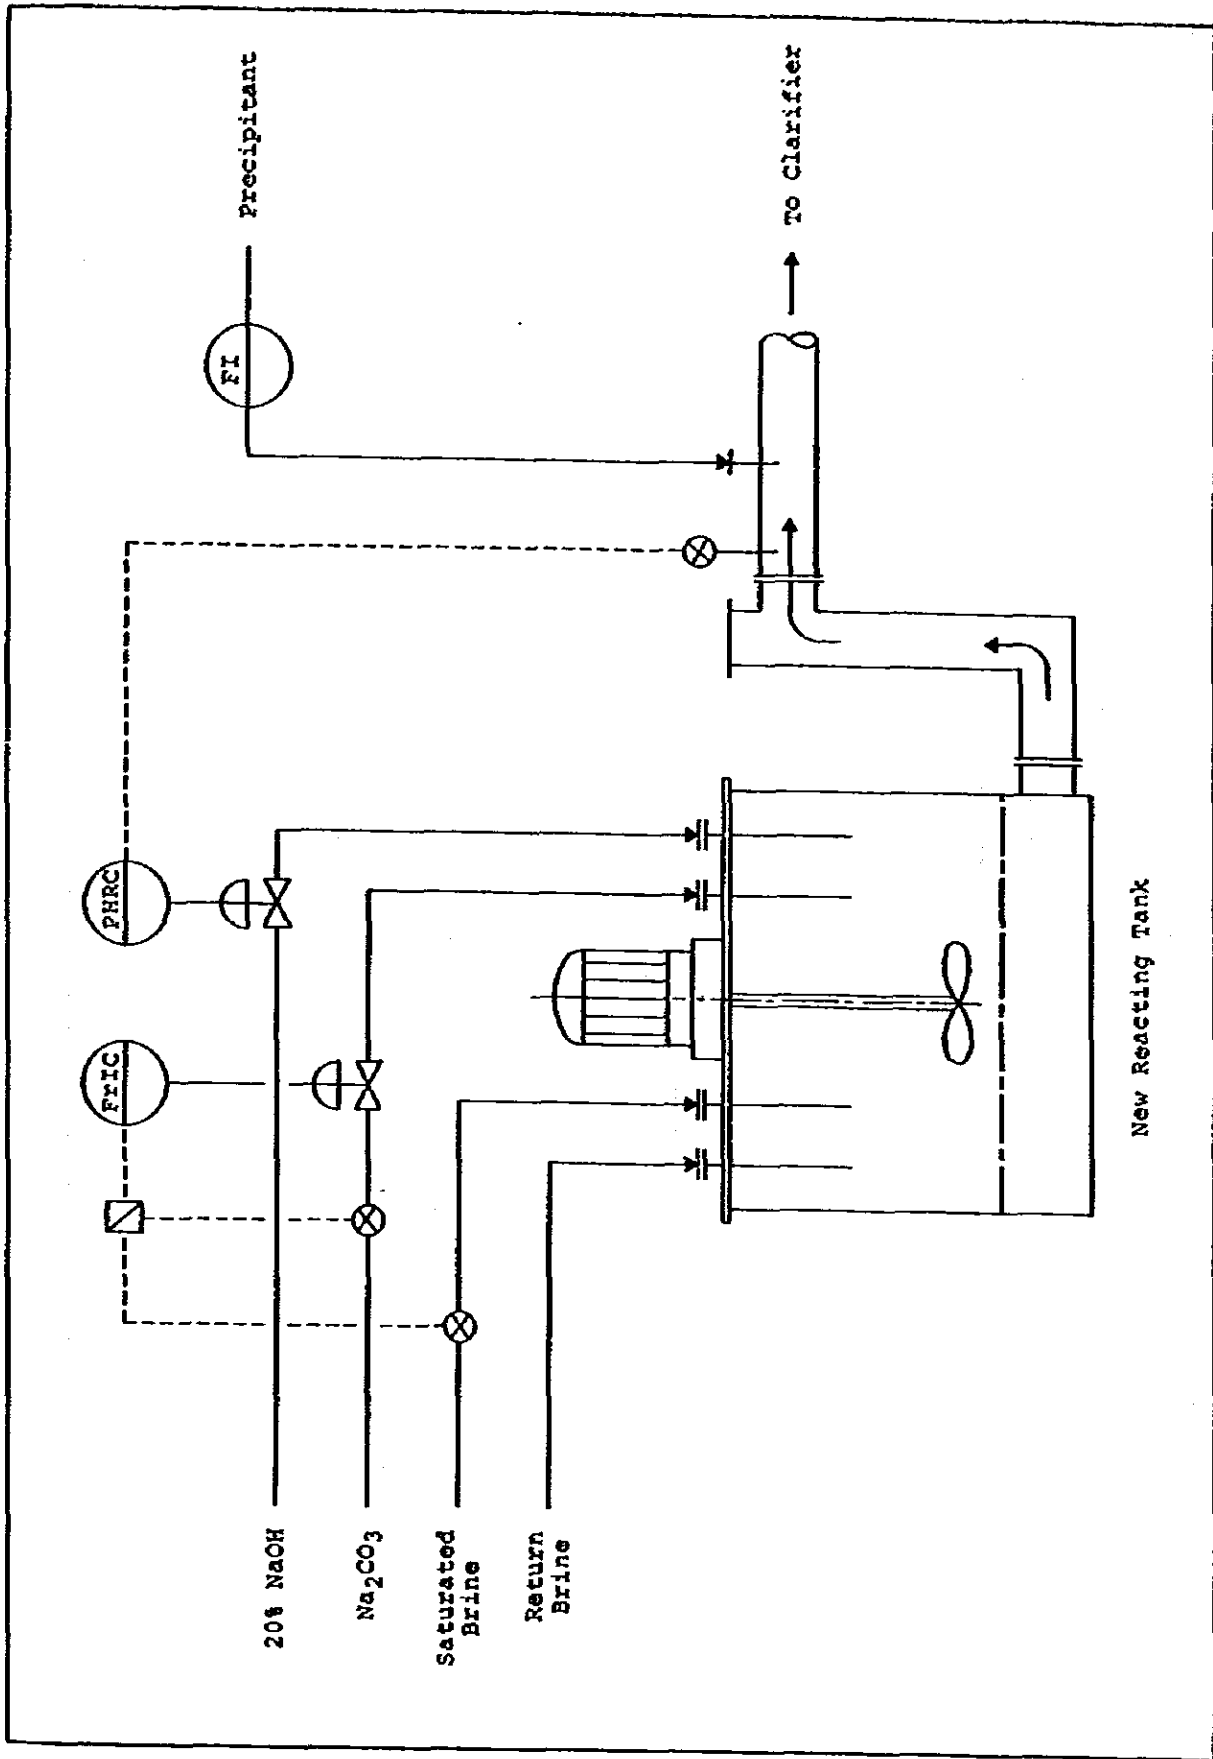 FrIC
PHRC
FI
Precipitant
20% NaOH
Na₂CO₃
Saturated
Brine
Return
Brine
To Clarifier
New Reacting Tank